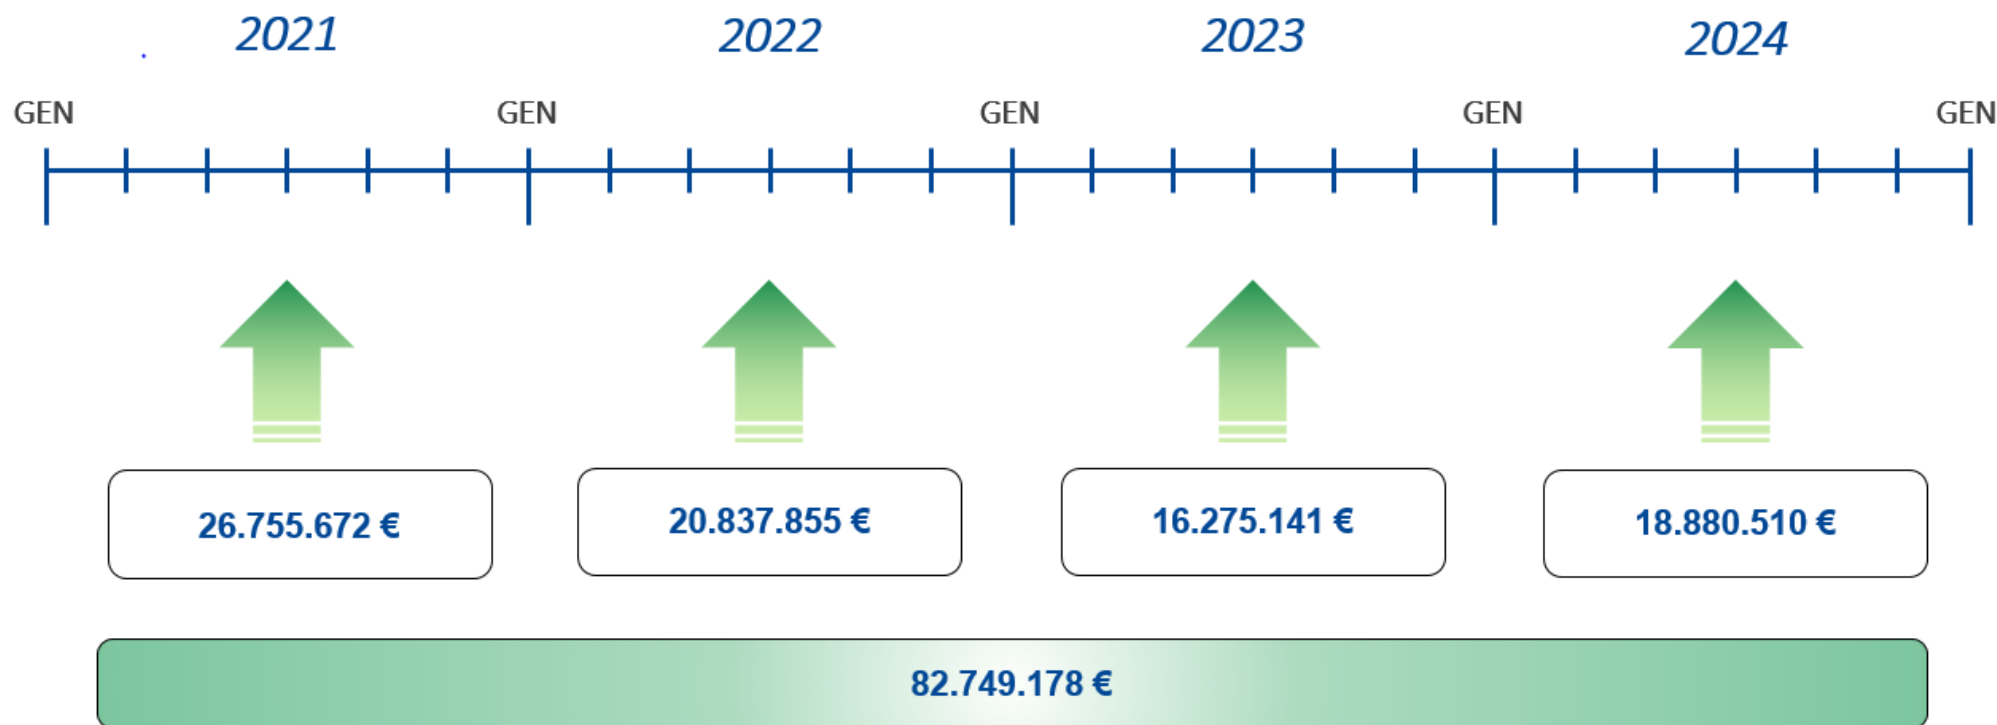 2021 2022 2023 2024
GEN GEN GEN GEN GEN
26.755.672 € 20.837.855 € 16.275.141 € 18.880.510 €
82.749.178 €